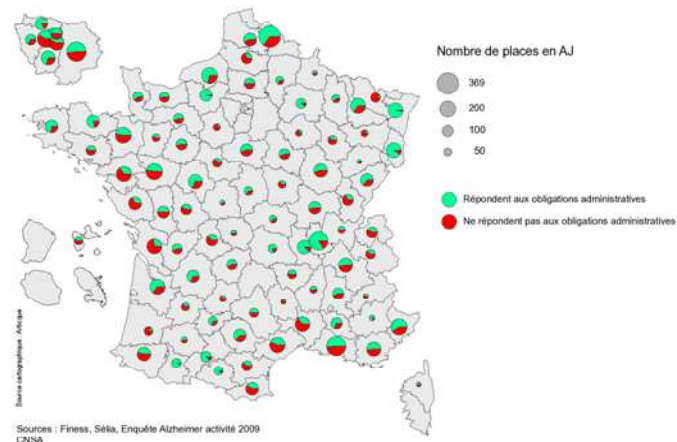 Nombre de places en AJ
369
200
100
50
Répondent aux obligations administratives
Ne répondent pas aux obligations administratives
Source cartographique : Articque
Sources : Finess, Sélia, Enquête Alzheimer activité 2009
CNSA